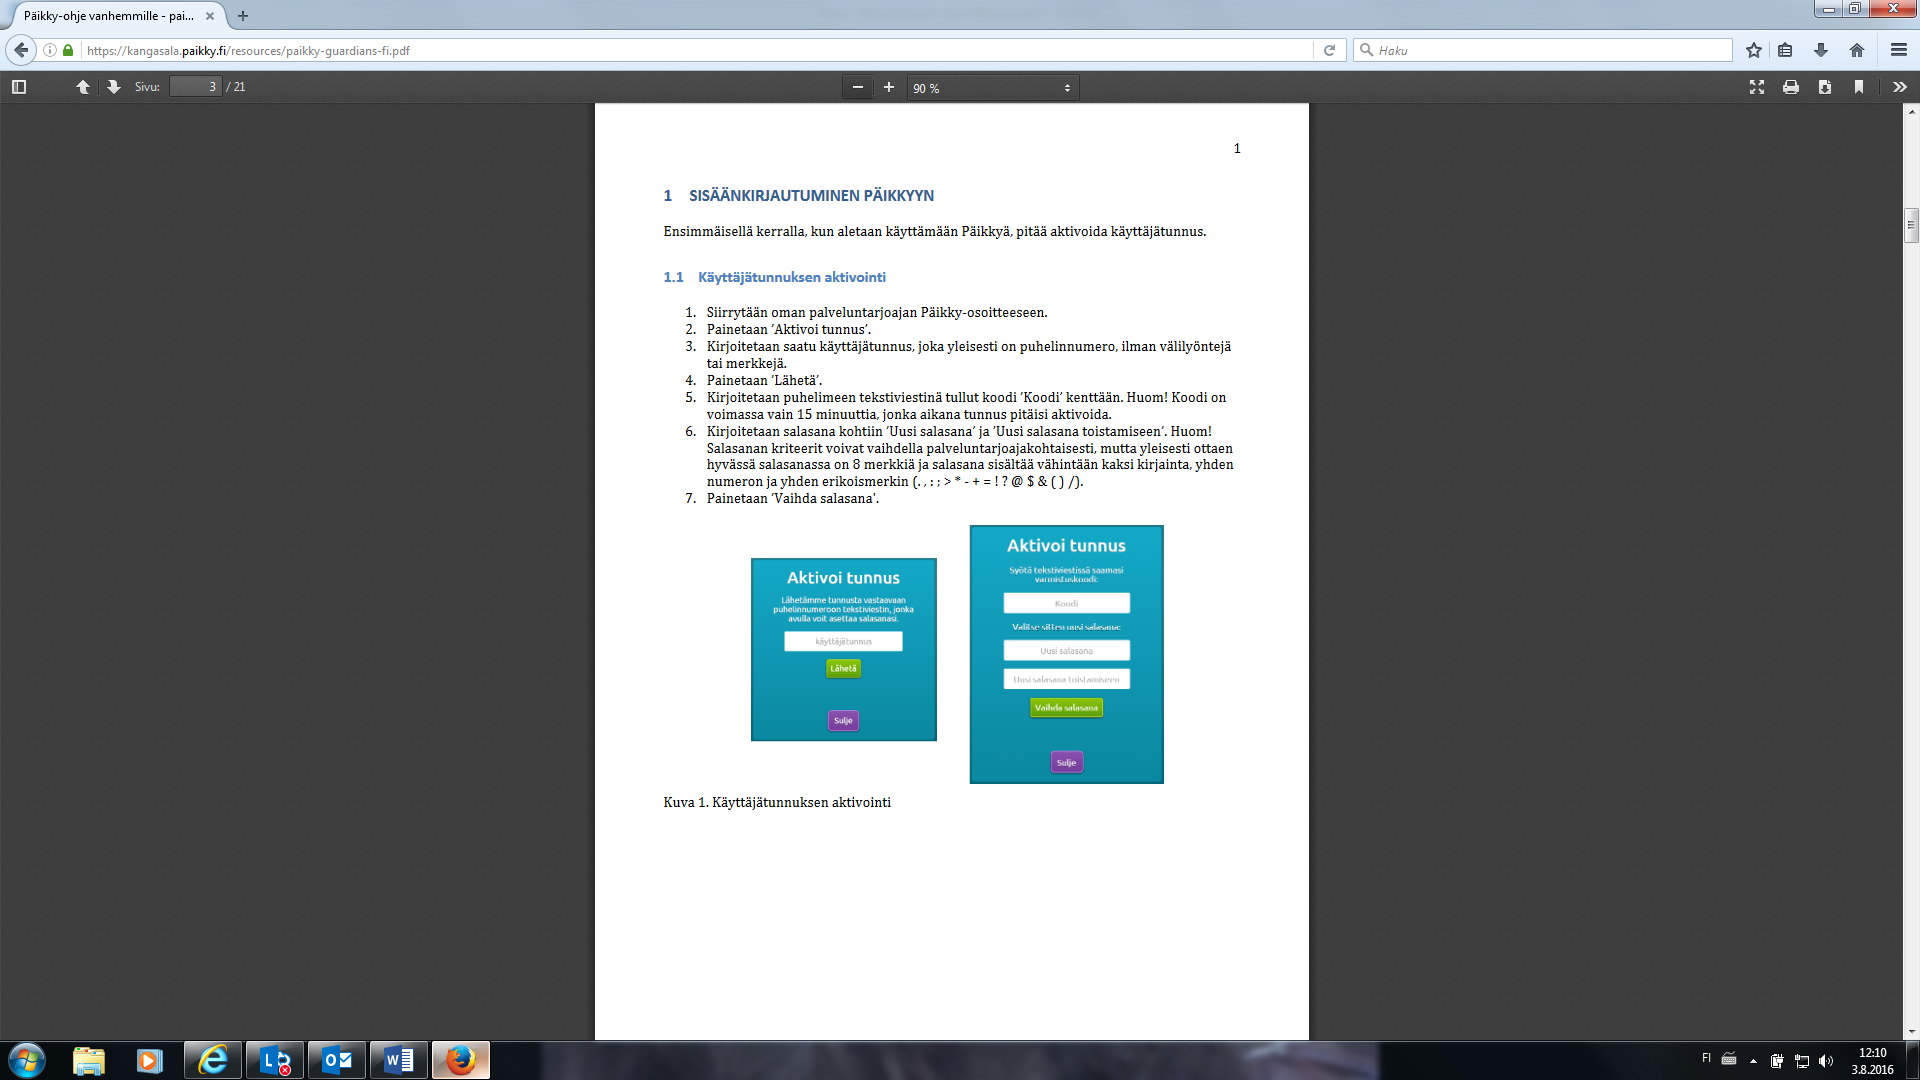 Päikky-ohje vanhemmille - pai...
https://kangasala.paikky.fi/resources/paikky-guardians-fi.pdf
Haku
Sivu: 3 / 21
90 %
1
1 SISÄÄNKIRJAUTUMINEN PÄIKKYYN
Ensimmäisellä kerralla, kun aletaan käyttämään Päikkyä, pitää aktivoida käyttäjätunnus.
1.1 Käyttäjätunnuksen aktivointi
1. Siirrytään oman palveluntarjoajan Päikky-osoitteeseen.
2. Painetaan ’Aktivoi tunnus’.
3. Kirjoitetaan saatu käyttäjätunnus, joka yleisesti on puhelinnumero, ilman välilyöntejä
tai merkkejä.
4. Painetaan ’Lähetä’.
5. Kirjoitetaan puhelimeen tekstiviestinä tullut koodi ’Koodi’ kenttään. Huom! Koodi on
voimassa vain 15 minuuttia, jonka aikana tunnus pitäisi aktivoida.
6. Kirjoitetaan salasana kohtiin ’Uusi salasana’ ja ’Uusi salasana toistamiseen’. Huom!
Salasanan kriteerit voivat vaihdella palveluntarjoajakohtaisesti, mutta yleisesti ottaen
hyvässä salasanassa on 8 merkkiä ja salasana sisältää vähintään kaksi kirjainta, yhden
numeron ja yhden erikoismerkin (. , : ; > * - + = ! ? @ $ & ( ) /).
7. Painetaan ’Vaihda salasana'.
Aktivoi tunnus
Lähetämme tunnusta vastaavaan
puhelinnumeroon tekstiviestin, jonka
avulla voit asettaa salasanasi.
käyttäjätunnus
Lähetä
Sulje
Aktivoi tunnus
Syötä tekstiviestissä saamasi
varmistuskoodi:
Koodi
Valitse sitten uusi salasana:
Uusi salasana
Uusi salasana toistamiseen
Vaihda salasana
Sulje
Kuva 1. Käyttäjätunnuksen aktivointi
FI
12:10
3.8.2016